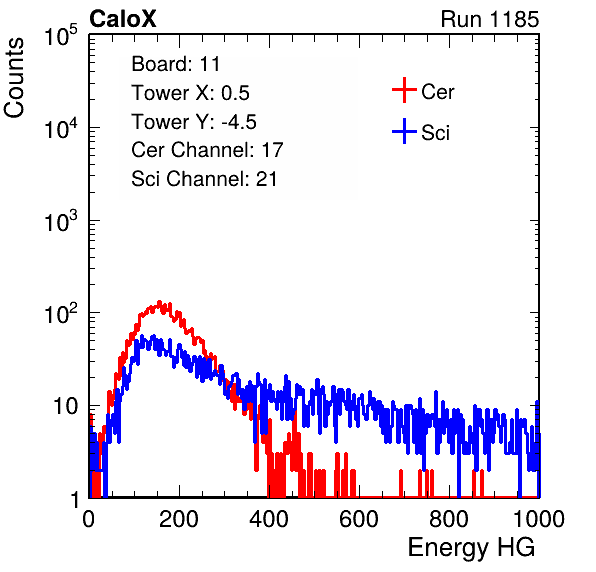 CaloX Run 1185
Counts
Board: 11
Tower X: 0.5
Tower Y: -4.5
Cer Channel: 17
Sci Channel: 21
Cer
Sci
10^5
10^4
10^3
10^2
10
1
0 200 400 600 800 1000
Energy HG